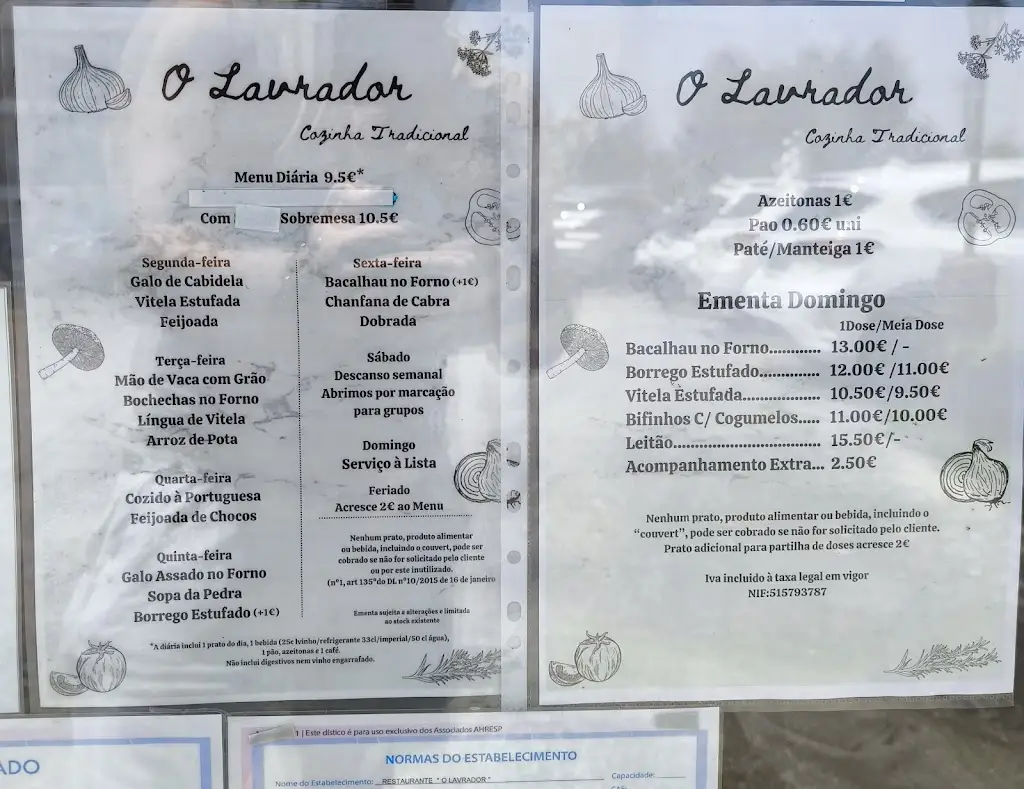 O Lavrador
Cozinha Tradicional
Menu Diária 9.5€*
Com Sobremesa 10.5€
Segunda-feira
Galo de Cabidela
Vitela Estufada
Feijoada
Terça-feira
Mão de Vaca com Grão
Bochechas no Forno
Língua de Vitela
Arroz de Pota
Quarta-feira
Cozido à Portuguesa
Feijoada de Chocos
Quinta-feira
Galo Assado no Forno
Sopa da Pedra
Borrego Estufado (+1€)
Sexta-feira
Bacalhau no Forno (+1€)
Chanfana de Cabra
Dobrada
Sábado
Descanso semanal
Abrimos por marcação
para grupos
Domingo
Serviço à Lista
Feriado
Acresce 2€ ao Menu
Nenhum prato, produto alimentar
ou bebida, incluindo o couvert, pode ser
cobrado se não for solicitado pelo cliente
ou por este inutilizado.
(nº1, art 135ºdo DL nº10/2015 de 16 de janeiro
Ementa sujeita a alterações e limitada
ao stock existente
*A diária inclui 1 prato do dia, 1 bebida (25c lvinho/refrigerante 33cl/imperial/50 cl água),
1 pão, azeitonas e 1 café.
Não inclui digestivos nem vinho engarrafado.
O Lavrador
Cozinha Tradicional
Azeitonas 1€
Pao 0.60€ uni
Paté/Manteiga 1€
Ementa Domingo
1Dose/Meia Dose
Bacalhau no Forno............ 13.00€ / -
Borrego Estufado.............. 12.00€ /11.00€
Vitela Estufada.................. 10.50€/9.50€
Bifinhos C/ Cogumelos..... 11.00€/10.00€
Leitão.................................. 15.50€/-
Acompanhamento Extra... 2.50€
Nenhum prato, produto alimentar ou bebida, incluindo o
“couvert”, pode ser cobrado se não for solicitado pelo cliente.
Prato adicional para partilha de doses acresce 2€
Iva incluido à taxa legal em vigor
NIF:515793787
ADO
1 | Este dístico é para uso exclusivo dos Associados AHRESP
NORMAS DO ESTABELECIMENTO
Nome do Estabelecimento: RESTAURANTE " O LAVRADOR " Capacidade: